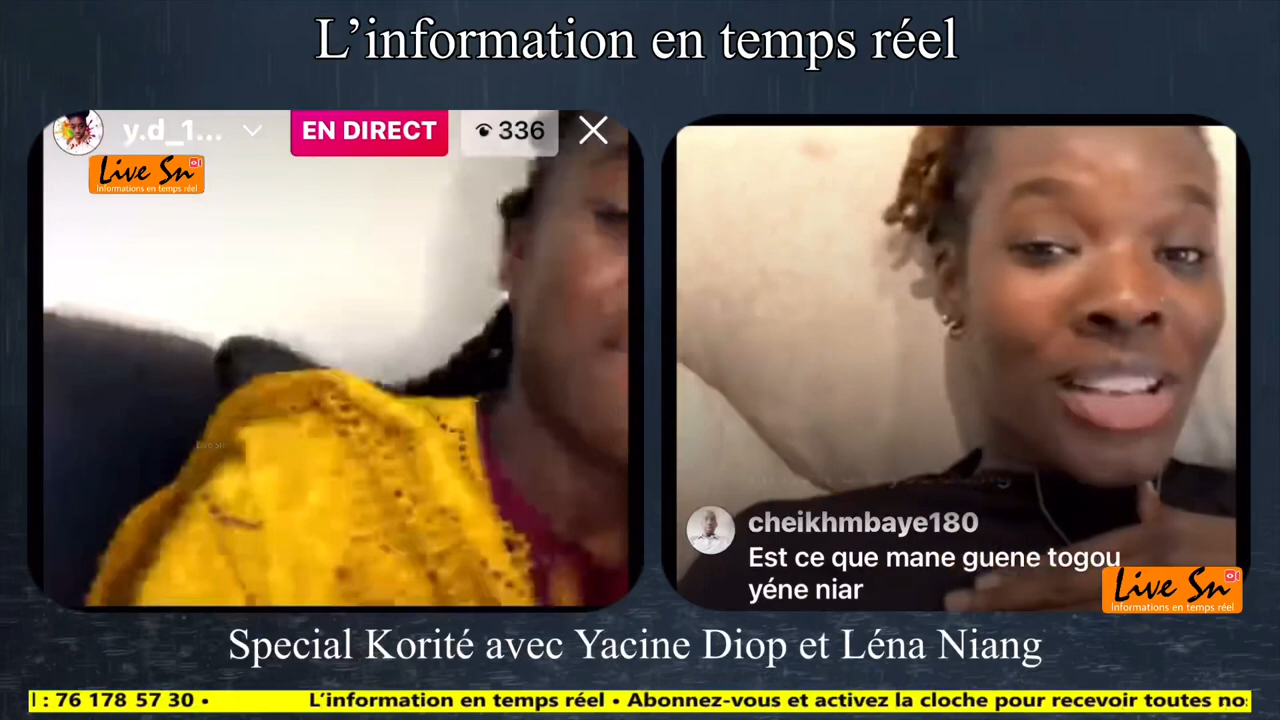 L'information en temps réel
y.d_1...
EN DIRECT
336
Live Sn
Informations en temps réel
Live Sn
cheikhmbaye180
Est ce que mane guene togou
yéne niar
Live Sn
Informations en temps réel
Special Korité avec Yacine Diop et Léna Niang
: 76 178 57 30 • L'information en temps réel • Abonnez-vous et activez la cloche pour recevoir toutes no